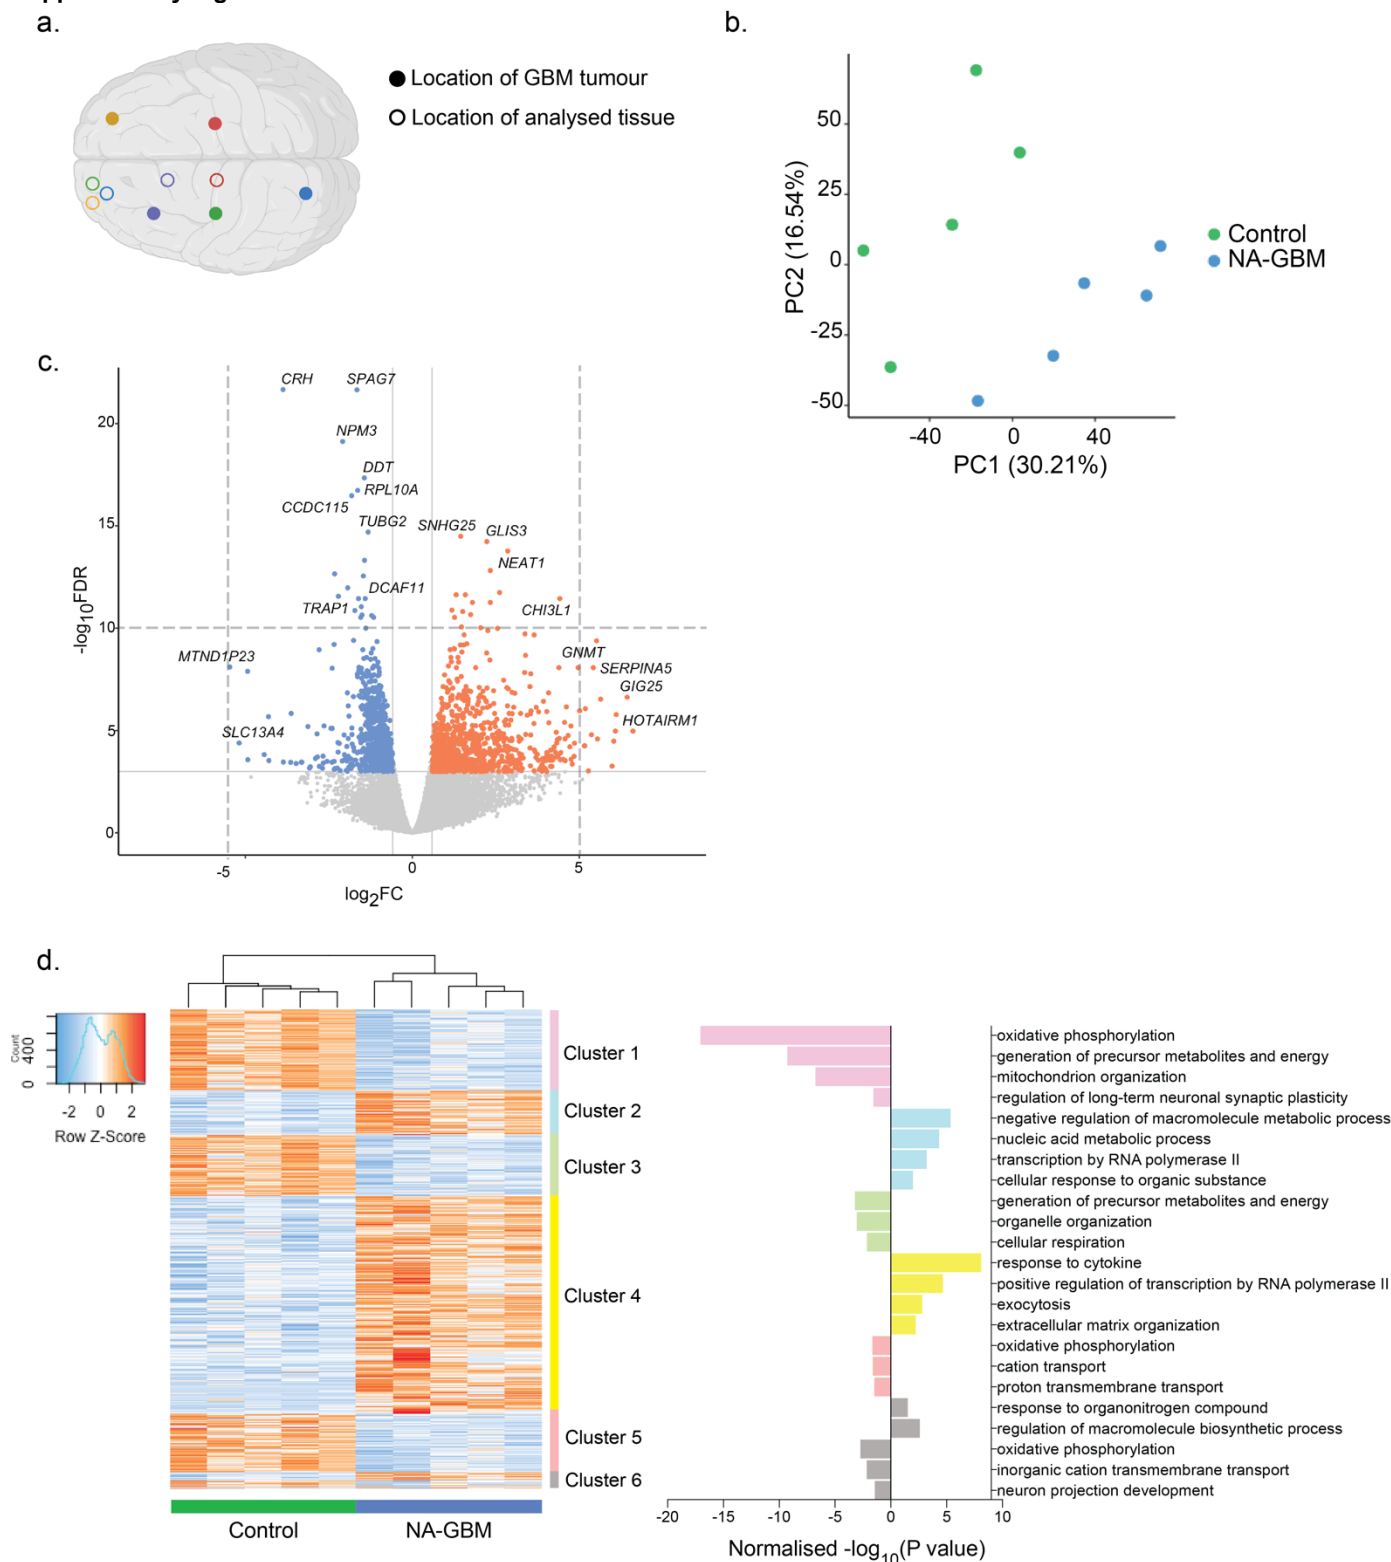 a.
Location of GBM tumour
Location of analysed tissue
b.
50
25
0
-25
-50
-40
0
40
PC2 (16.54%)
PC1 (30.21%)
Control
NA-GBM
c.
CRH
SPAG7
NPM3
DDT
RPL10A
CCDC115
TUBG2
SNHG25
GLIS3
NEAT1
DCAF11
TRAP1
CHI3L1
MTND1P23
GNMT
SERPINA5
GIG25
HOTAIRM1
SLC13A4
20
15
10
5
0
-log10FDR
-5
0
5
log2FC
d.
Count
0
400
-2
0
2
Row Z-Score
Cluster 1
Cluster 2
Cluster 3
Cluster 4
Cluster 5
Cluster 6
Control
NA-GBM
oxidative phosphorylation
generation of precursor metabolites and energy
mitochondrion organization
regulation of long-term neuronal synaptic plasticity
negative regulation of macromolecule metabolic process
nucleic acid metabolic process
transcription by RNA polymerase II
cellular response to organic substance
generation of precursor metabolites and energy
organelle organization
cellular respiration
response to cytokine
positive regulation of transcription by RNA polymerase II
exocytosis
extracellular matrix organization
oxidative phosphorylation
cation transport
proton transmembrane transport
response to organonitrogen compound
regulation of macromolecule biosynthetic process
oxidative phosphorylation
inorganic cation transmembrane transport
neuron projection development
-20
-15
-10
-5
0
5
10
Normalised -log10(P value)